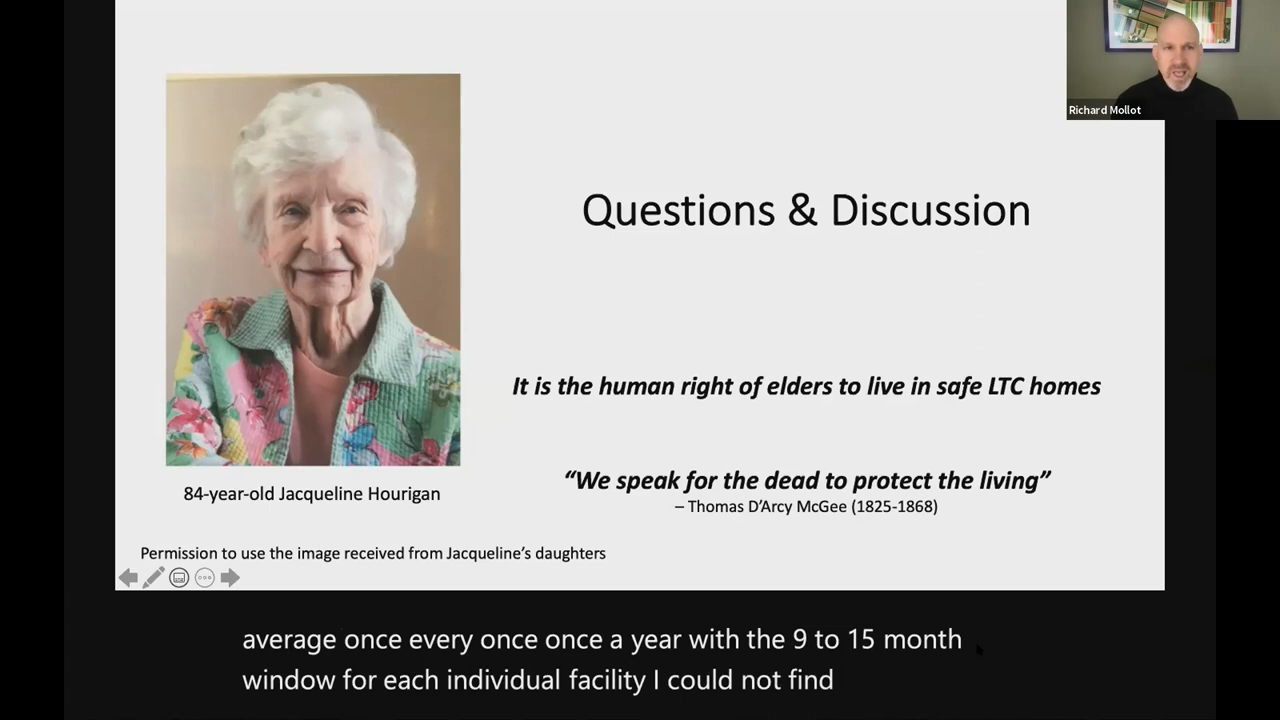 Richard Mollot
Questions & Discussion
It is the human right of elders to live in safe LTC homes
“We speak for the dead to protect the living”
– Thomas D’Arcy McGee (1825-1868)
84-year-old Jacqueline Hourigan
Permission to use the image received from Jacqueline’s daughters
average once every once once a year with the 9 to 15 month
window for each individual facility I could not find